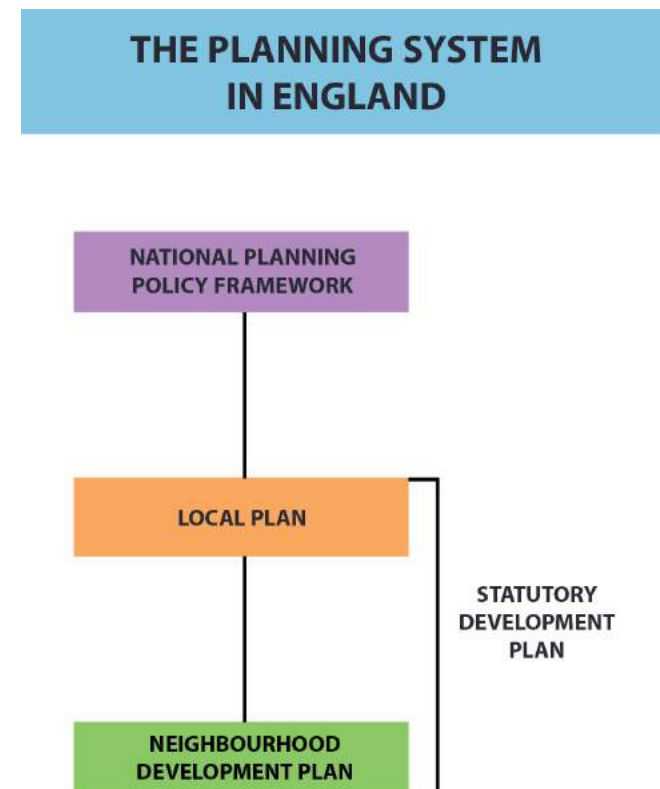 THE PLANNING SYSTEM
IN ENGLAND
NATIONAL PLANNING
POLICY FRAMEWORK
LOCAL PLAN
STATUTORY
DEVELOPMENT
PLAN
NEIGHBOURHOOD
DEVELOPMENT PLAN